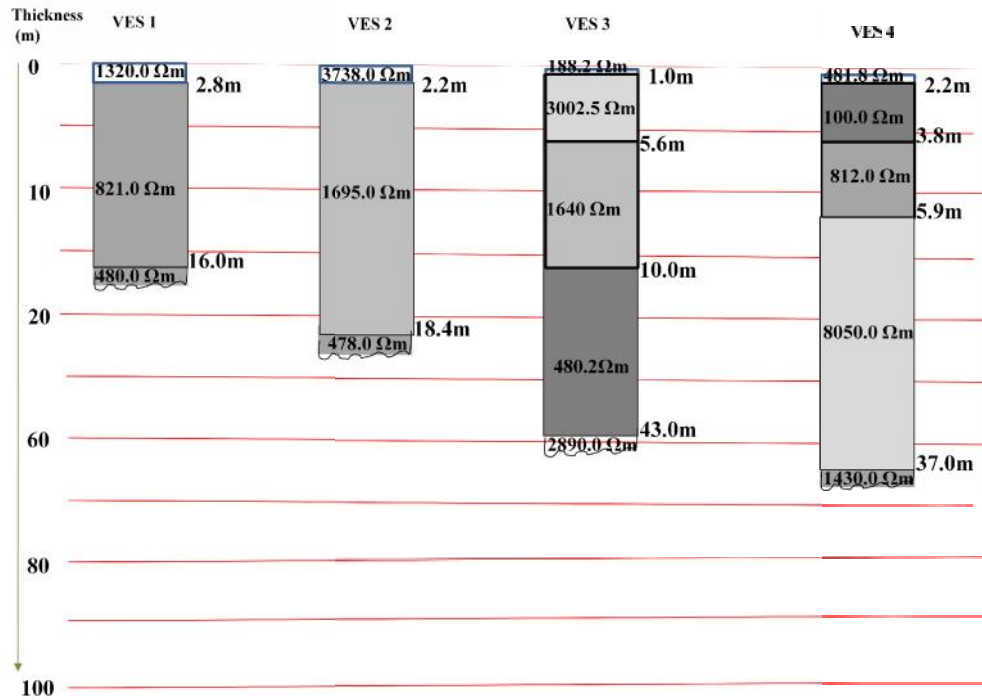 Thickness
(m)
VES 1
VES 2
VES 3
VES 4
0
1320.0 Ωm
2.8m
3738.0 Ωm
2.2m
188.2 Ωm
1.0m
481.8 Ωm
2.2m
3002.5 Ωm
100.0 Ωm
3.8m
5.6m
10
821.0 Ωm
1695.0 Ωm
1640 Ωm
812.0 Ωm
5.9m
16.0m
480.0 Ωm
10.0m
20
18.4m
478.0 Ωm
480.2Ωm
8050.0 Ωm
60
43.0m
2890.0 Ωm
37.0m
1430.0 Ωm
80
100